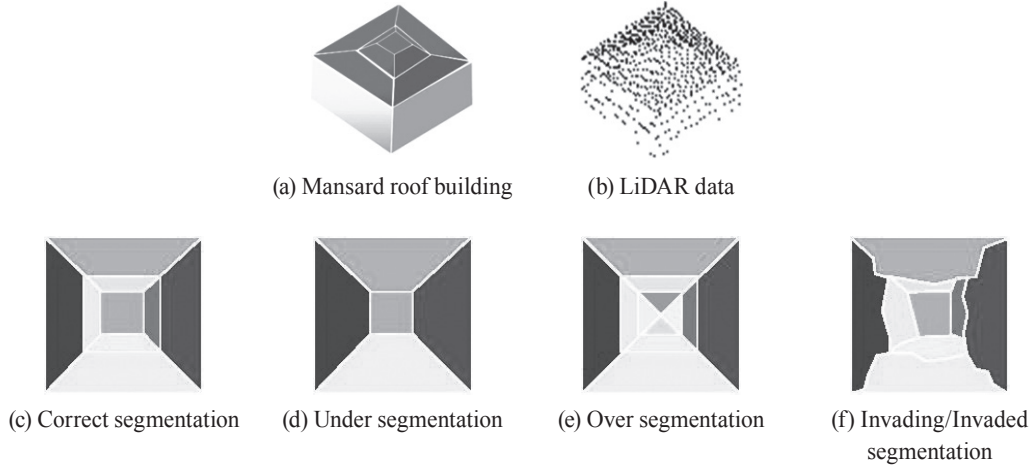 (a) Mansard roof building
(b) LiDAR data
(c) Correct segmentation
(d) Under segmentation
(e) Over segmentation
(f) Invading/Invaded
segmentation